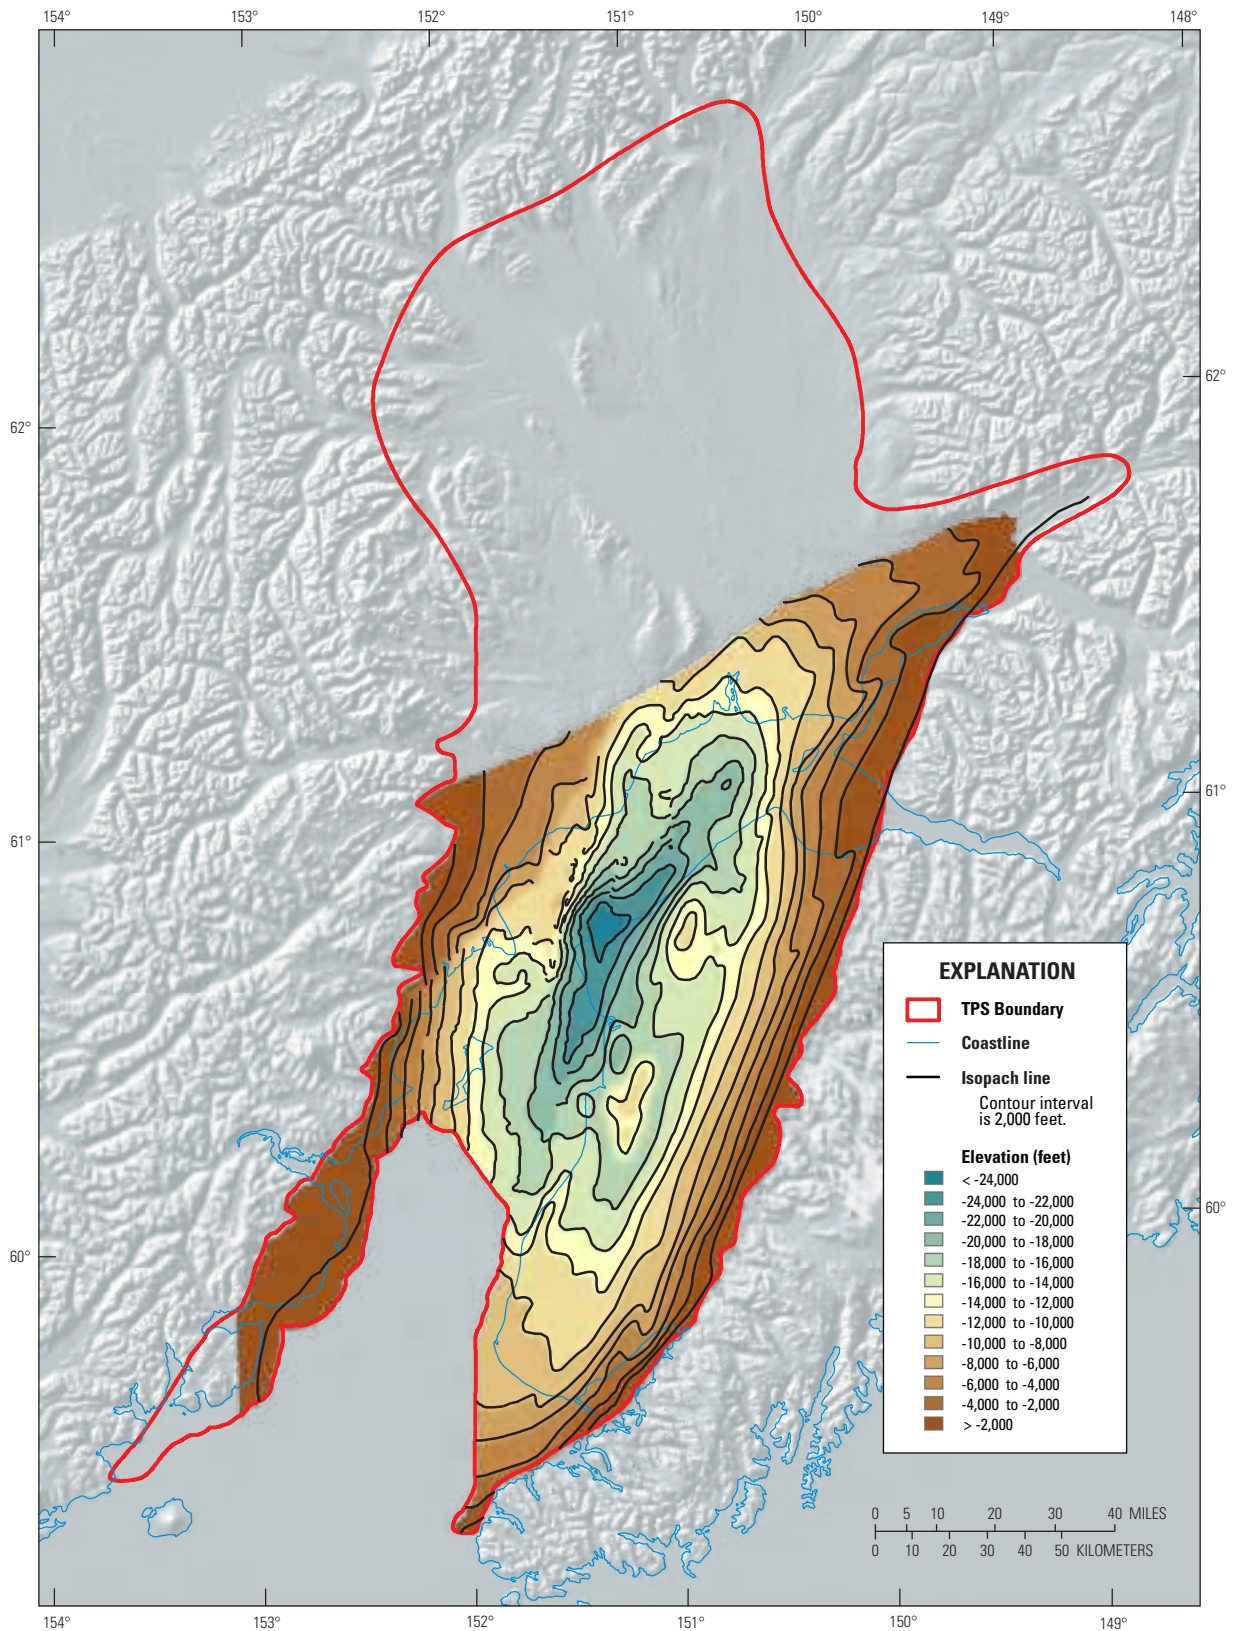 154° 153° 152° 151° 150° 149° 148°
62°
62°
61°
61°
60°
60°
EXPLANATION
TPS Boundary
Coastline
Isopach line
Contour interval
is 2,000 feet.
Elevation (feet)
< -24,000
-24,000 to -22,000
-22,000 to -20,000
-20,000 to -18,000
-18,000 to -16,000
-16,000 to -14,000
-14,000 to -12,000
-12,000 to -10,000
-10,000 to -8,000
-8,000 to -6,000
-6,000 to -4,000
-4,000 to -2,000
> -2,000
0 5 10 20 30 40 MILES
0 10 20 30 40 50 KILOMETERS
154° 153° 152° 151° 150° 149°